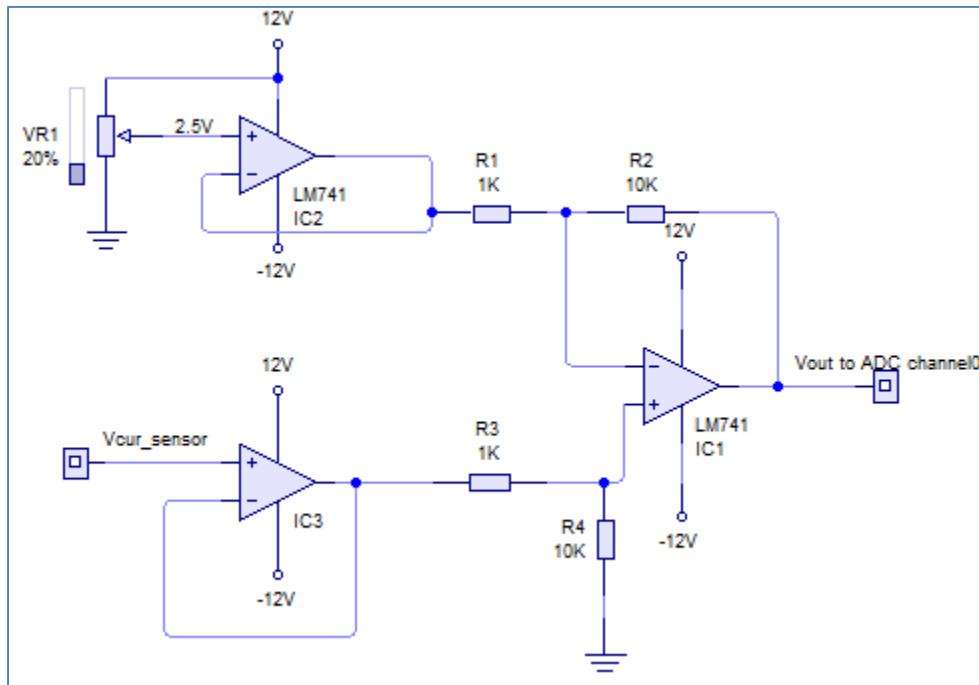 12V
VR1
20%
2.5V
LM741
IC2
-12V
R1
1K
R2
10K
12V
12V
Vcur_sensor
IC3
-12V
R3
1K
R4
10K
LM741
IC1
-12V
Vout to ADC channel0